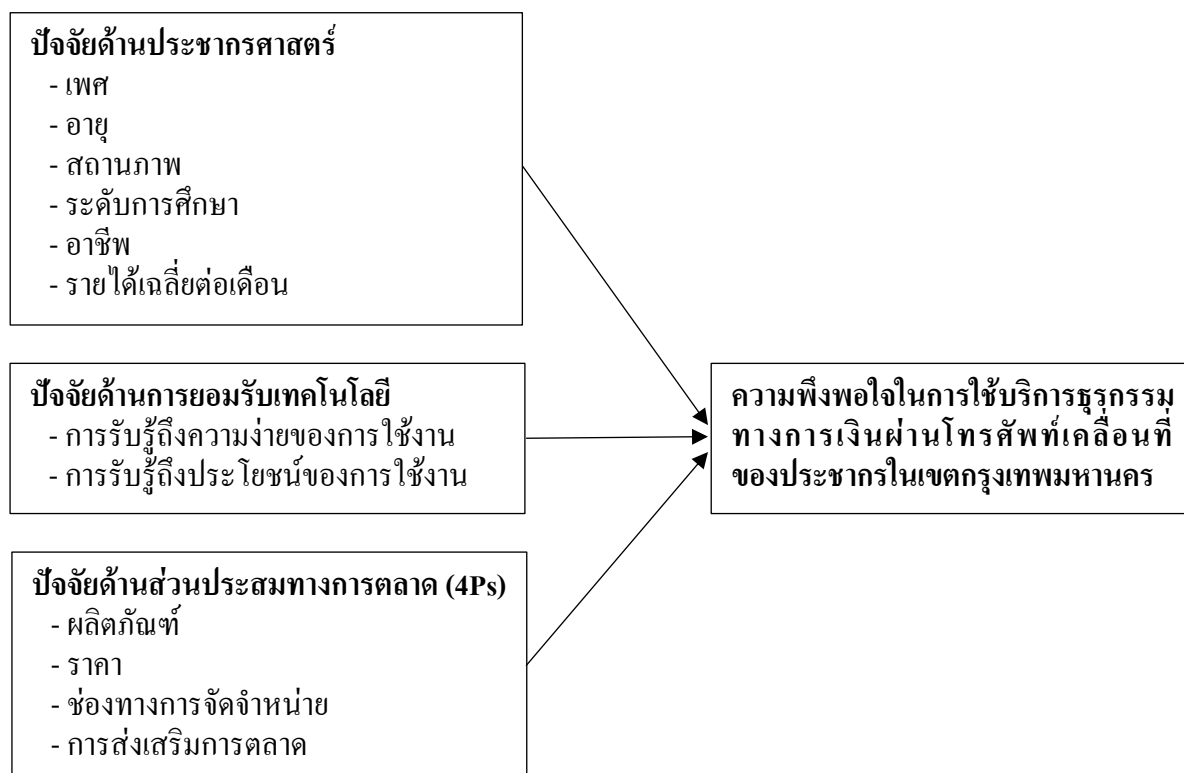 ปัจจัยด้านประชากรศาสตร์
- เพศ
- อายุ
- สถานภาพ
- ระดับการศึกษา
- อาชีพ
- รายได้เฉลี่ยต่อเดือน
ปัจจัยด้านการยอมรับเทคโนโลยี
- การรับรู้ถึงความง่ายของการใช้งาน
- การรับรู้ถึงประโยชน์ของการใช้งาน
ปัจจัยด้านส่วนประสมทางการตลาด (4Ps)
- ผลิตภัณฑ์
- ราคา
- ช่องทางการจัดจำหน่าย
- การส่งเสริมการตลาด
ความพึงพอใจในการใช้บริการธุรกรรม
ทางการเงินผ่านโทรศัพท์เคลื่อนที่
ของประชากรในเขตกรุงเทพมหานคร